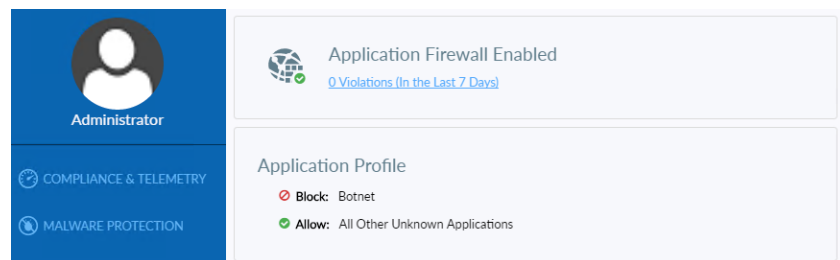 Administrator
COMPLIANCE & TELEMETRY
MALWARE PROTECTION
Application Firewall Enabled
0 Violations (In the Last 7 Days)
Application Profile
Block: Botnet
Allow: All Other Unknown Applications